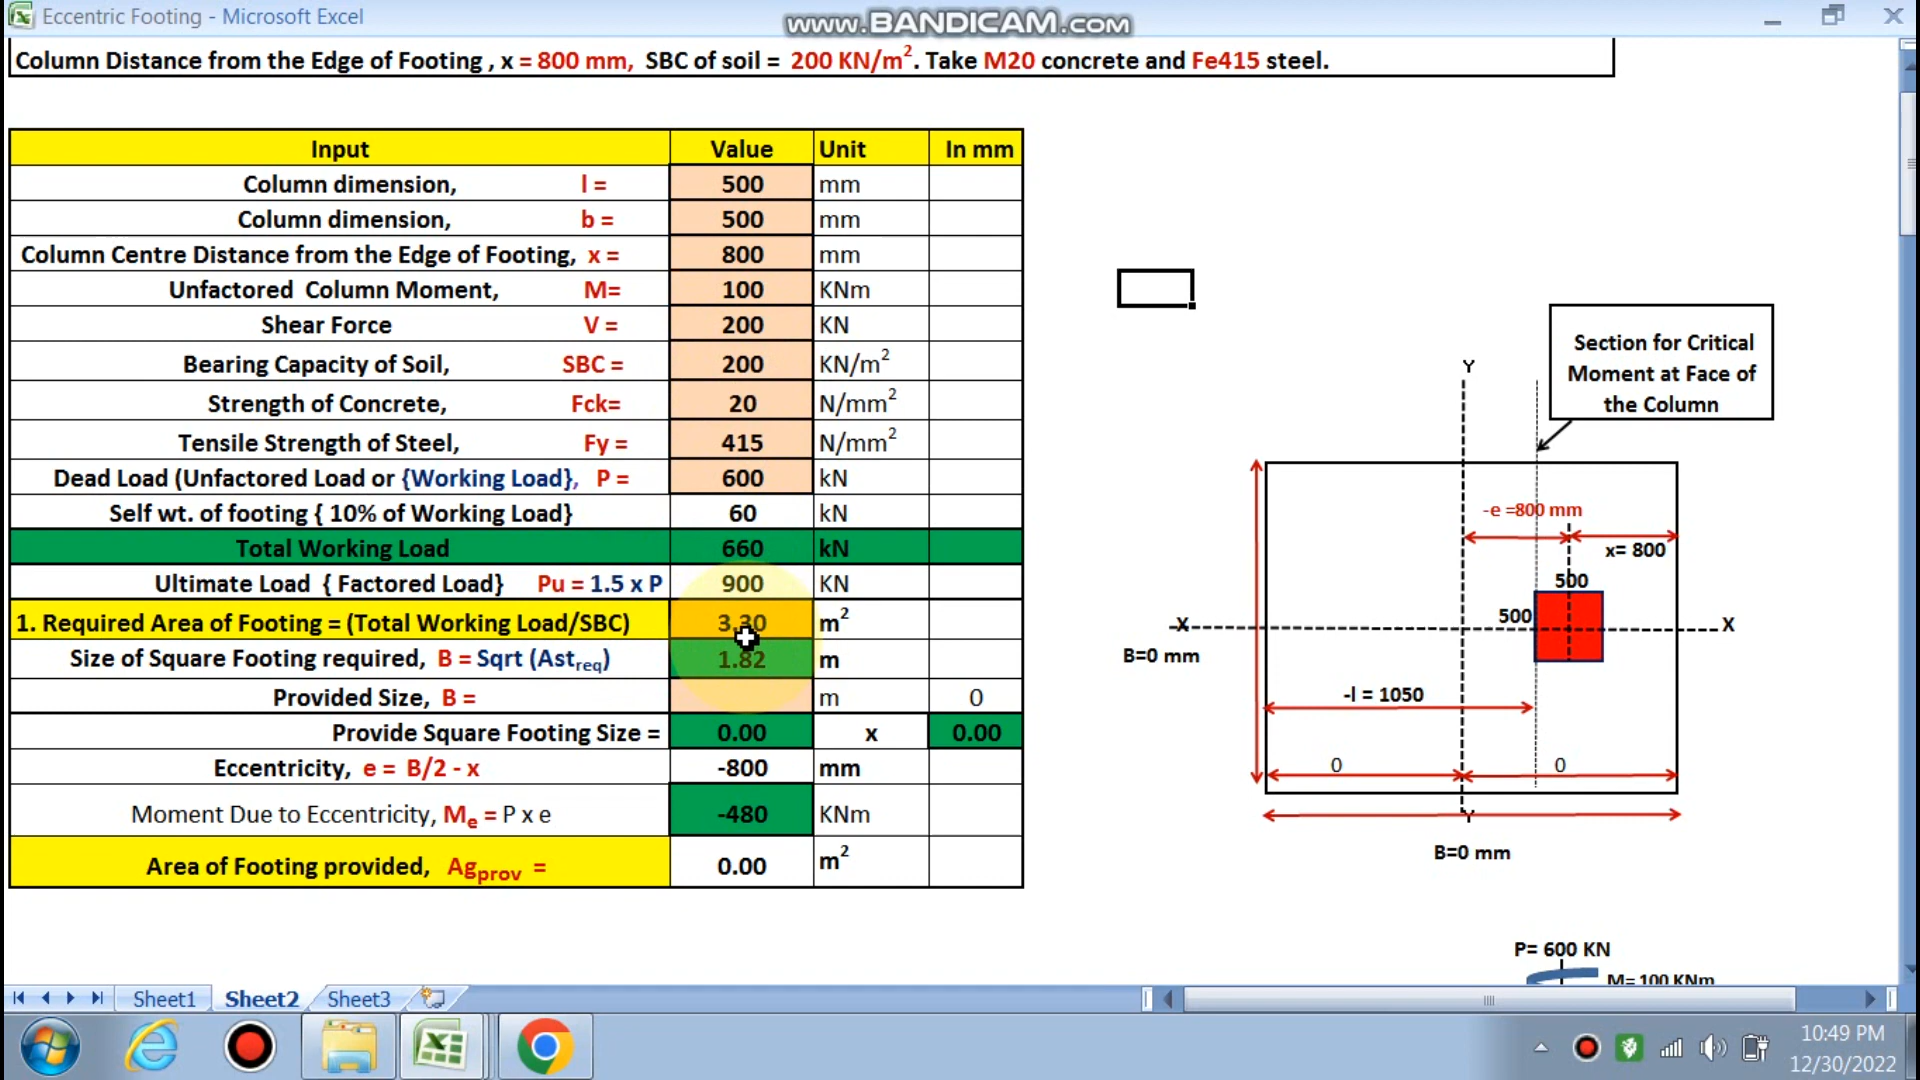 Eccentric Footing - Microsoft Excel
www.BANDICAM.com
Column Distance from the Edge of Footing , x = 800 mm, SBC of soil = 200 KN/m². Take M20 concrete and Fe415 steel.
Input Value Unit In mm
Column dimension, l = 500 mm
Column dimension, b = 500 mm
Column Centre Distance from the Edge of Footing, x = 800 mm
Unfactored Column Moment, M= 100 KNm
Shear Force V = 200 KN
Bearing Capacity of Soil, SBC = 200 KN/m²
Strength of Concrete, Fck= 20 N/mm²
Tensile Strength of Steel, Fy = 415 N/mm²
Dead Load (Unfactored Load or {Working Load}, P = 600 kN
Self wt. of footing { 10% of Working Load} 60 kN
Total Working Load 660 kN
Ultimate Load { Factored Load} Pu = 1.5 x P 900 KN
1. Required Area of Footing = (Total Working Load/SBC) 3.30 m²
Size of Square Footing required, B = Sqrt (Astreq) 1.82 m
Provided Size, B = m 0
Provide Square Footing Size = 0.00 x 0.00
Eccentricity, e = B/2 - x -800 mm
Moment Due to Eccentricity, Me = P x e -480 KNm
Area of Footing provided, Agprov = 0.00 m²
Section for Critical
Moment at Face of
the Column
Y
-e =800 mm
x= 800
500
500
X
X
B=0 mm
-l = 1050
0
0
Y
B=0 mm
P= 600 KN
M= 100 KNm
Sheet1 Sheet2 Sheet3
10:49 PM
12/30/2022